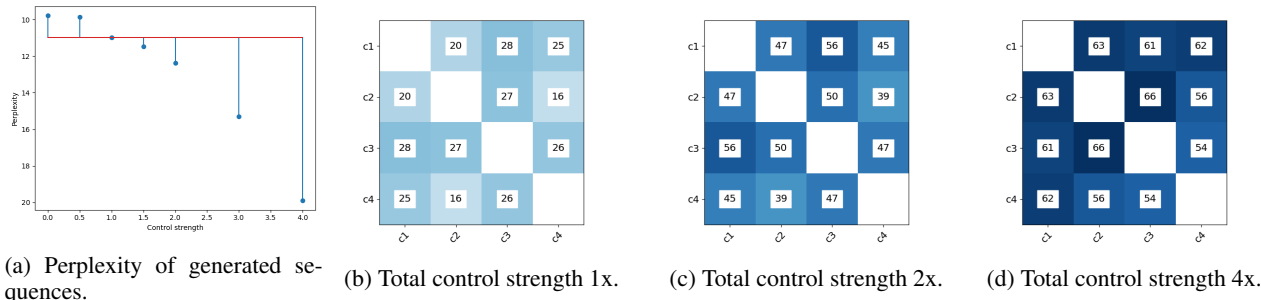 10
12
14
16
18
20
Perplexity
0.0 0.5 1.0 1.5 2.0 2.5 3.0 3.5 4.0
Control strength
(a) Perplexity of generated se-
quences.
c1 20 28 25
c2 20 27 16
c3 28 27 26
c4 25 16 26
c1 c2 c3 c4
(b) Total control strength 1x.
c1 47 56 45
c2 47 50 39
c3 56 50 47
c4 45 39 47
c1 c2 c3 c4
(c) Total control strength 2x.
c1 63 61 62
c2 63 66 56
c3 61 66 54
c4 62 56 54
c1 c2 c3 c4
(d) Total control strength 4x.